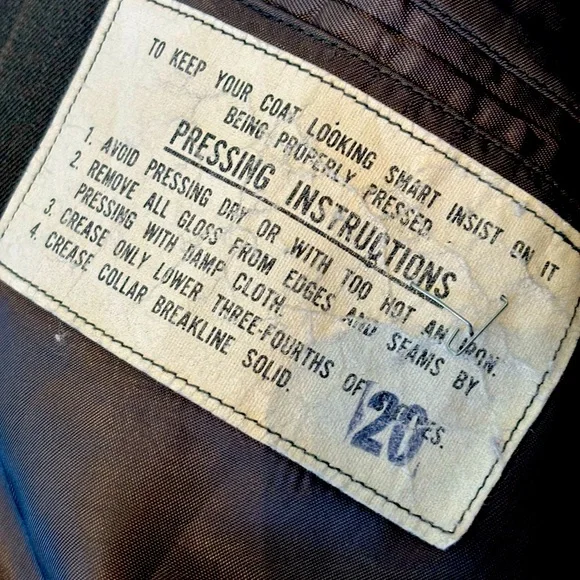 TO KEEP YOUR COAT LOOKING SMART INSIST ON IT
BEING PROPERLY PRESSED
PRESSING INSTRUCTIONS
1. AVOID PRESSING DRY OR WITH TOO HOT AN IRON.
2. REMOVE ALL GLOSS FROM EDGES AND SEAMS BY
PRESSING WITH DAMP CLOTH.
3. CREASE ONLY LOWER THREE-FOURTHS OF
4. CREASE COLLAR BREAKLINE SOLID.
120